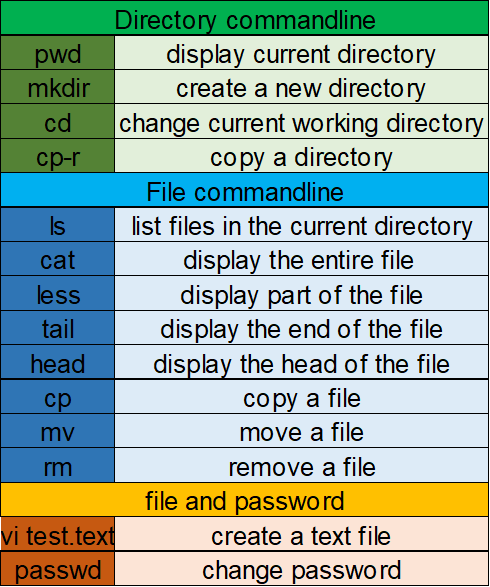 Directory commandline
pwd display current directory
mkdir create a new directory
cd change current working directory
cp-r copy a directory
File commandline
ls list files in the current directory
cat display the entire file
less display part of the file
tail display the end of the file
head display the head of the file
cp copy a file
mv move a file
rm remove a file
file and password
vi test.text create a text file
passwd change password